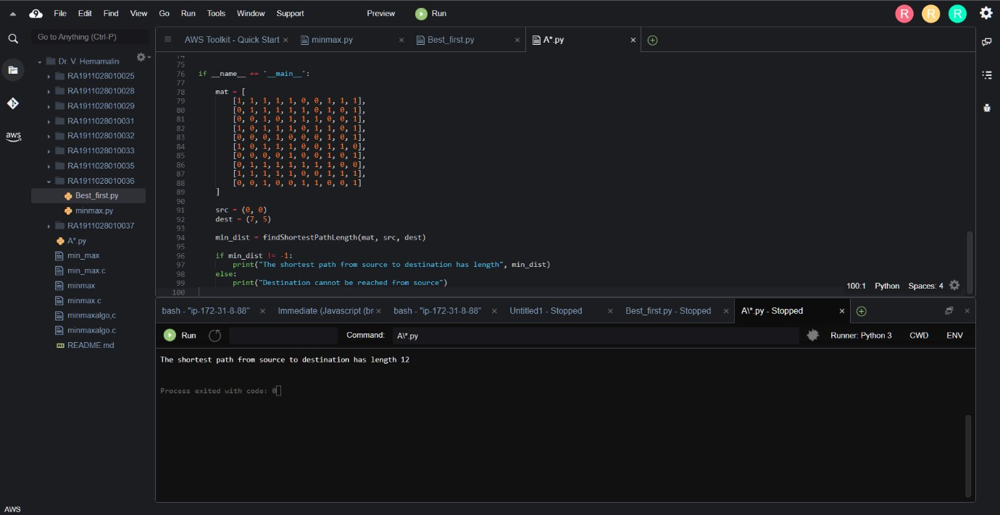 File Edit Find View Go Run Tools Window Support Preview Run R R R
Go to Anything (Ctrl-P)
AWS Toolkit - Quick Start × minmax.py × Best_first.py × A*.py ×
Dr. V. Hemamalin
RA1911028010025
RA1911028010028
RA1911028010029
RA1911028010031
RA1911028010032
RA1911028010033
RA1911028010035
RA1911028010036
Best_first.py
minmax.py
RA1911028010037
A*.py
min_max
min_max.c
minmax
minmax.c
minmaxalgo,c
minmaxalgo.c
README.md
aws
74
75
76 if __name__ == '__main__':
77
78 mat = [
79 [1, 1, 1, 1, 1, 0, 0, 1, 1, 1],
80 [0, 1, 1, 1, 1, 1, 0, 1, 0, 1],
81 [0, 0, 1, 0, 1, 1, 1, 0, 0, 1],
82 [1, 0, 1, 1, 1, 0, 1, 1, 0, 1],
83 [0, 0, 0, 1, 0, 0, 0, 1, 0, 1],
84 [1, 0, 1, 1, 1, 0, 0, 1, 1, 0],
85 [0, 0, 0, 0, 1, 0, 0, 1, 0, 1],
86 [0, 1, 1, 1, 1, 1, 1, 1, 0, 0],
87 [1, 1, 1, 1, 1, 0, 0, 1, 1, 1],
88 [0, 0, 1, 0, 0, 1, 1, 0, 0, 1]
89 ]
90
91 src = (0, 0)
92 dest = (7, 5)
93
94 min_dist = findShortestPathLength(mat, src, dest)
95
96 if min_dist != -1:
97 print("The shortest path from source to destination has length", min_dist)
98 else:
99 print("Destination cannot be reached from source")
100
100:1 Python Spaces: 4
bash - "ip-172-31-8-88" × Immediate (Javascript (br × bash - "ip-172-31-8-88" × Untitled1 - Stopped × Best_first.py - Stopped × A\*.py - Stopped ×
Run Command: A\*.py Runner: Python 3 CWD ENV
The shortest path from source to destination has length 12
Process exited with code: 0
AWS